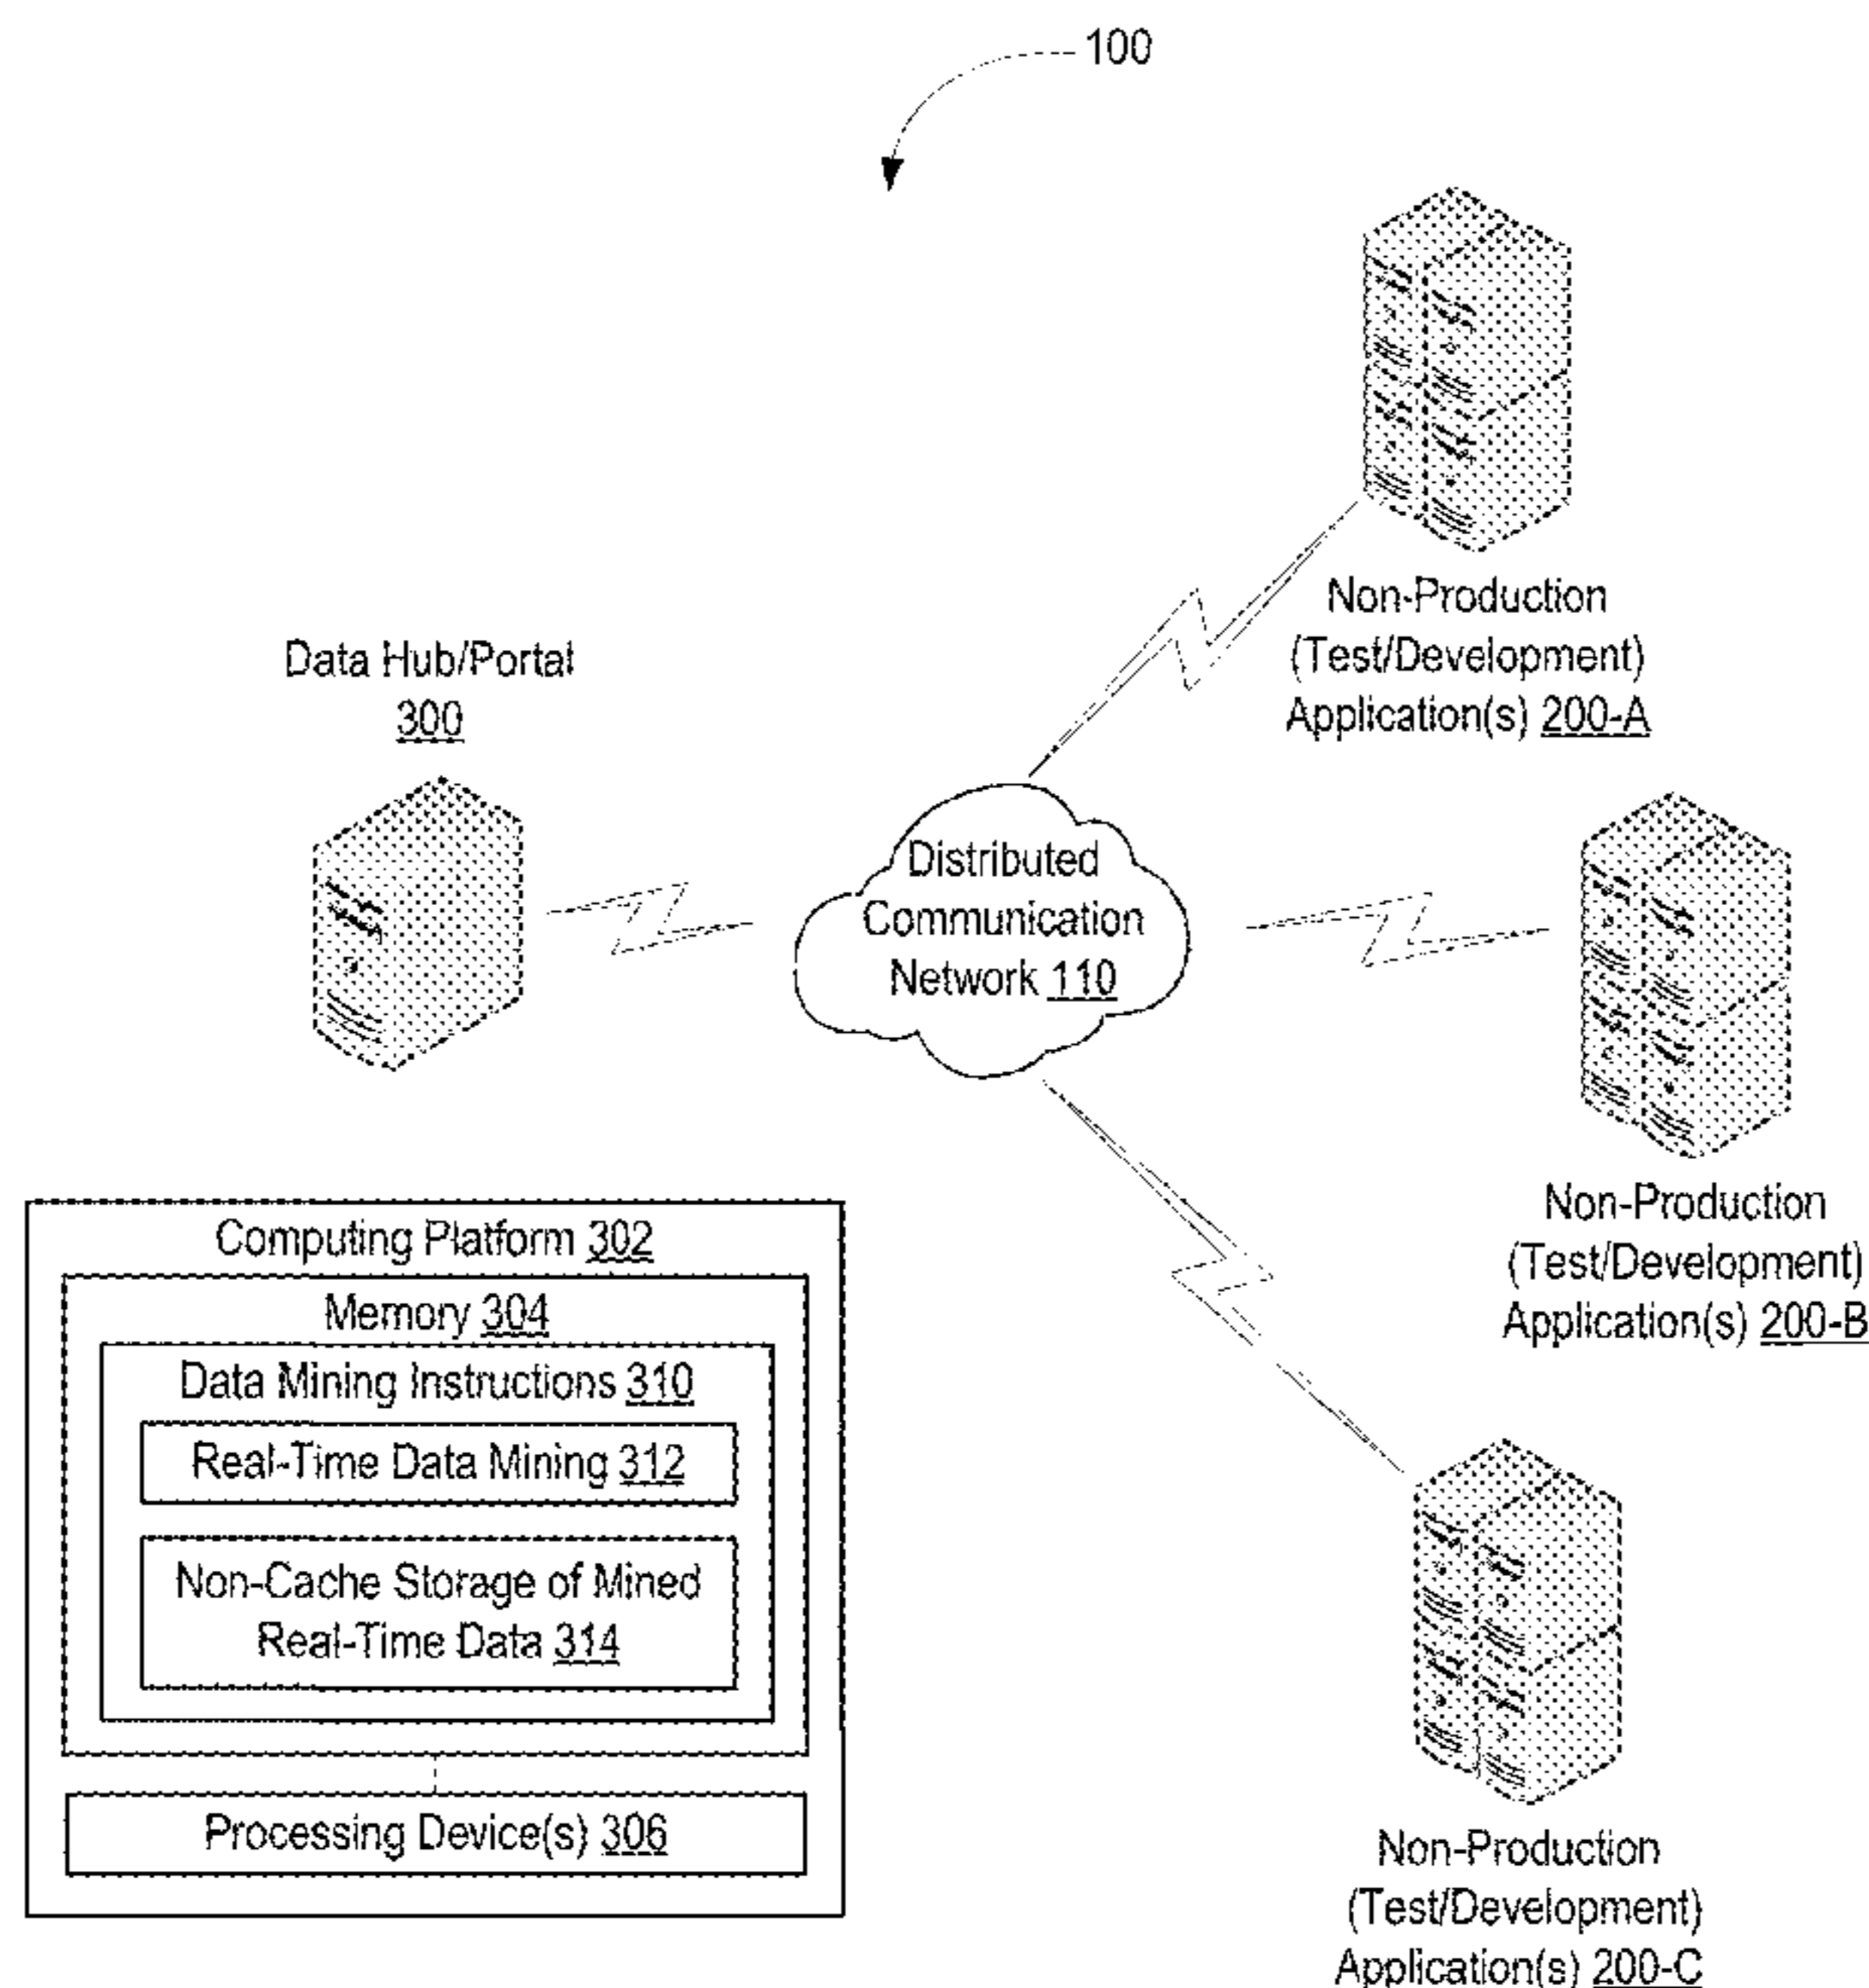 100
Non-Production
(Test/Development)
Application(s) 200-A
Data Hub/Portal
300
Distributed
Communication
Network 110
Non-Production
(Test/Development)
Application(s) 200-B
Computing Platform 302
Memory 304
Data Mining Instructions 310
Real-Time Data Mining 312
Non-Cache Storage of Mined
Real-Time Data 314
Processing Device(s) 306
Non-Production
(Test/Development)
Application(s) 200-C